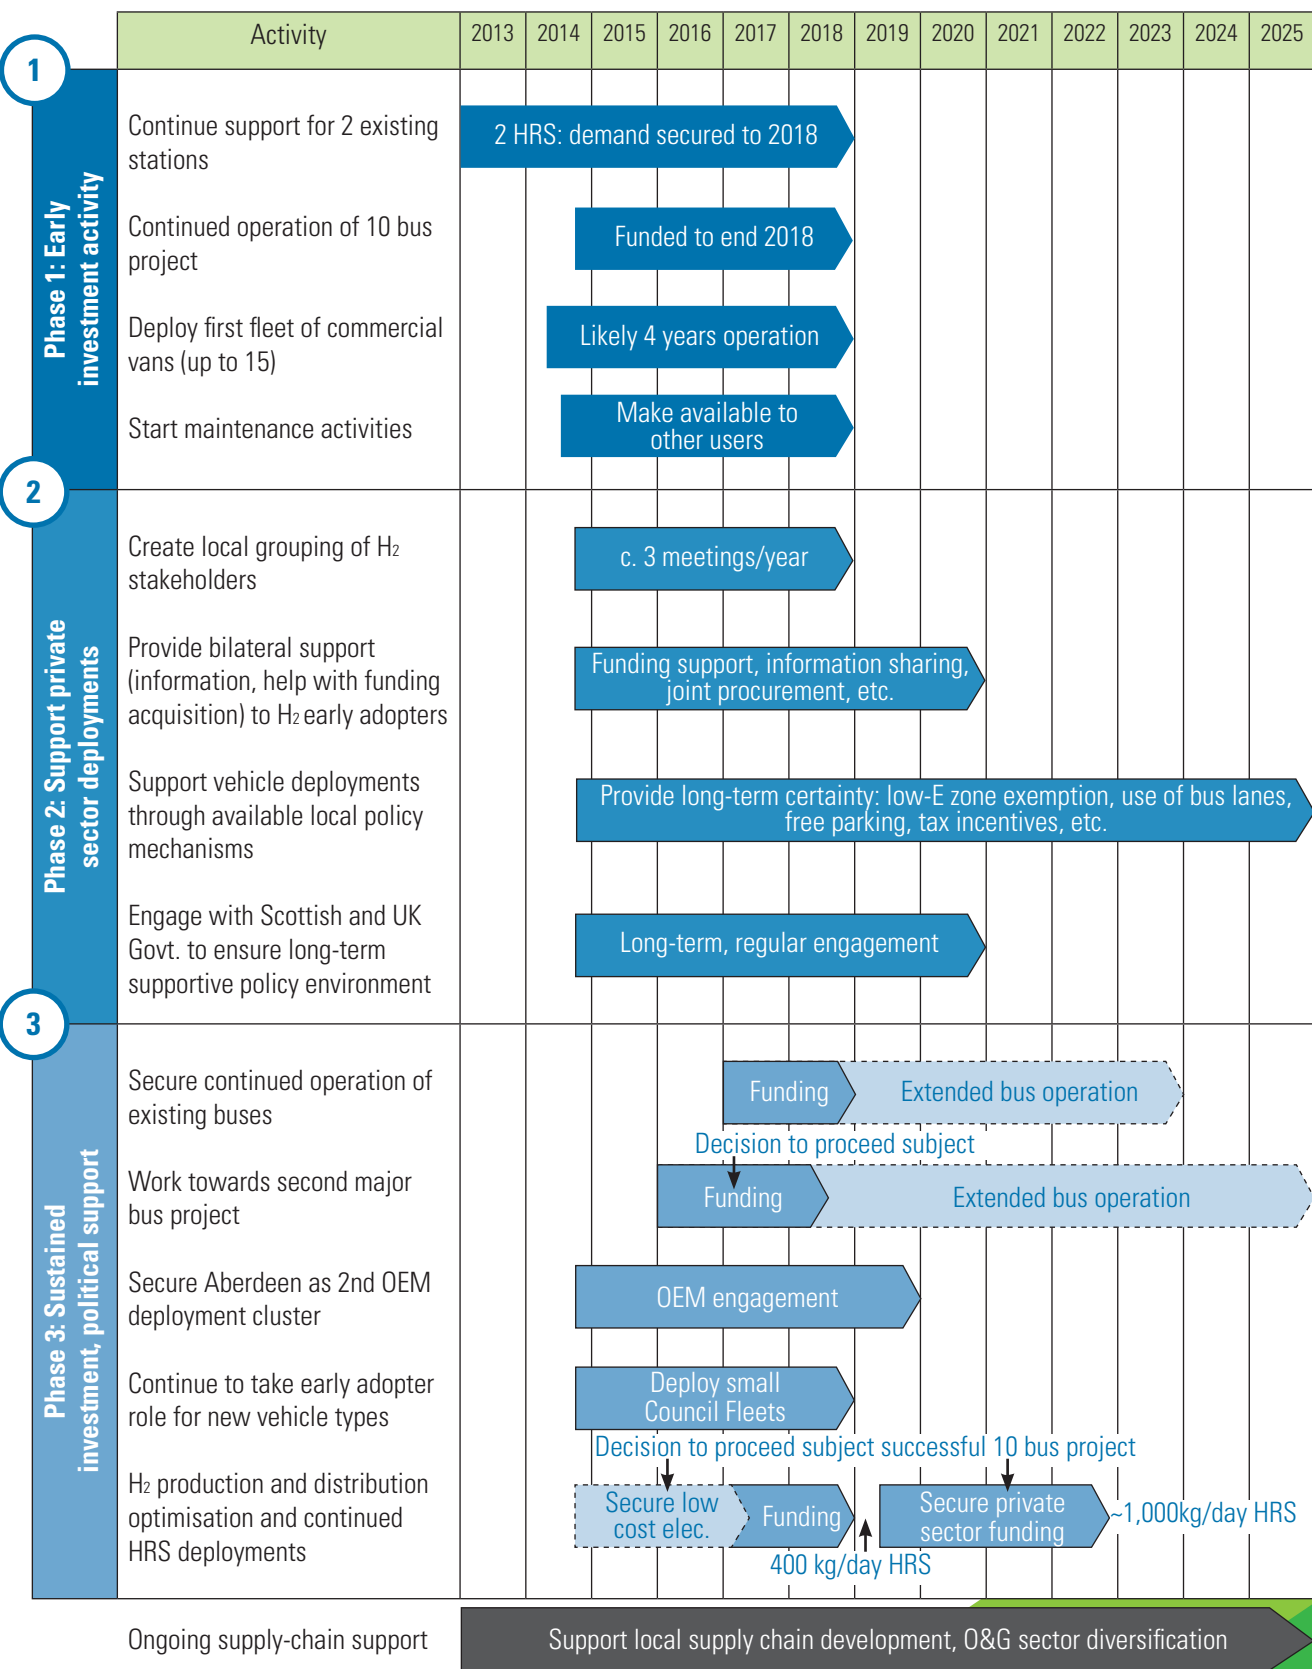 Activity 2013 2014 2015 2016 2017 2018 2019 2020 2021 2022 2023 2024 2025
1
Phase 1: Early
investment activity
Continue support for 2 existing
stations
2 HRS: demand secured to 2018
Continued operation of 10 bus
project
Funded to end 2018
Deploy first fleet of commercial
vans (up to 15)
Likely 4 years operation
Start maintenance activities
Make available to
other users
2
Phase 2: Support private
sector deployments
Create local grouping of H2
stakeholders
c. 3 meetings/year
Provide bilateral support
(information, help with funding
acquisition) to H2 early adopters
Funding support, information sharing,
joint procurement, etc.
Support vehicle deployments
through available local policy
mechanisms
Provide long-term certainty: low-E zone exemption, use of bus lanes,
free parking, tax incentives, etc.
Engage with Scottish and UK
Govt. to ensure long-term
supportive policy environment
Long-term, regular engagement
3
Phase 3: Sustained
investment, political support
Secure continued operation of
existing buses
Funding
Extended bus operation
Work towards second major
bus project
Decision to proceed subject
Funding
Extended bus operation
Secure Aberdeen as 2nd OEM
deployment cluster
OEM engagement
Continue to take early adopter
role for new vehicle types
Deploy small
Council Fleets
H2 production and distribution
optimisation and continued
HRS deployments
Decision to proceed subject successful 10 bus project
Secure low
cost elec.
Funding
400 kg/day HRS
Secure private
sector funding
~1,000kg/day HRS
Ongoing supply-chain support
Support local supply chain development, O&G sector diversification